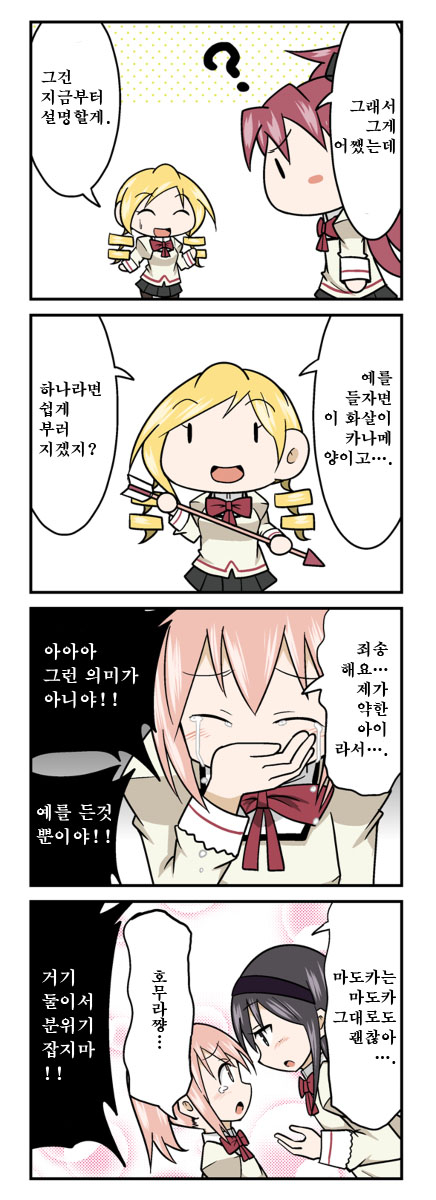 그래서
그게
어쨌는데
그건
지금부터
설명할게.
예를
들자면
이 화살이
카나메
양이고….
하나라면
쉽게
부러
지겠지?
죄송
해요…
제가
약한
아이
라서….
아아아
그런 의미가
아니야!!
예를 든것
뿐이야!!
마도카는
마도카
그대로도
괜찮아
….
호무라쨩…
거기
둘이서
분위기
잡지마
!!